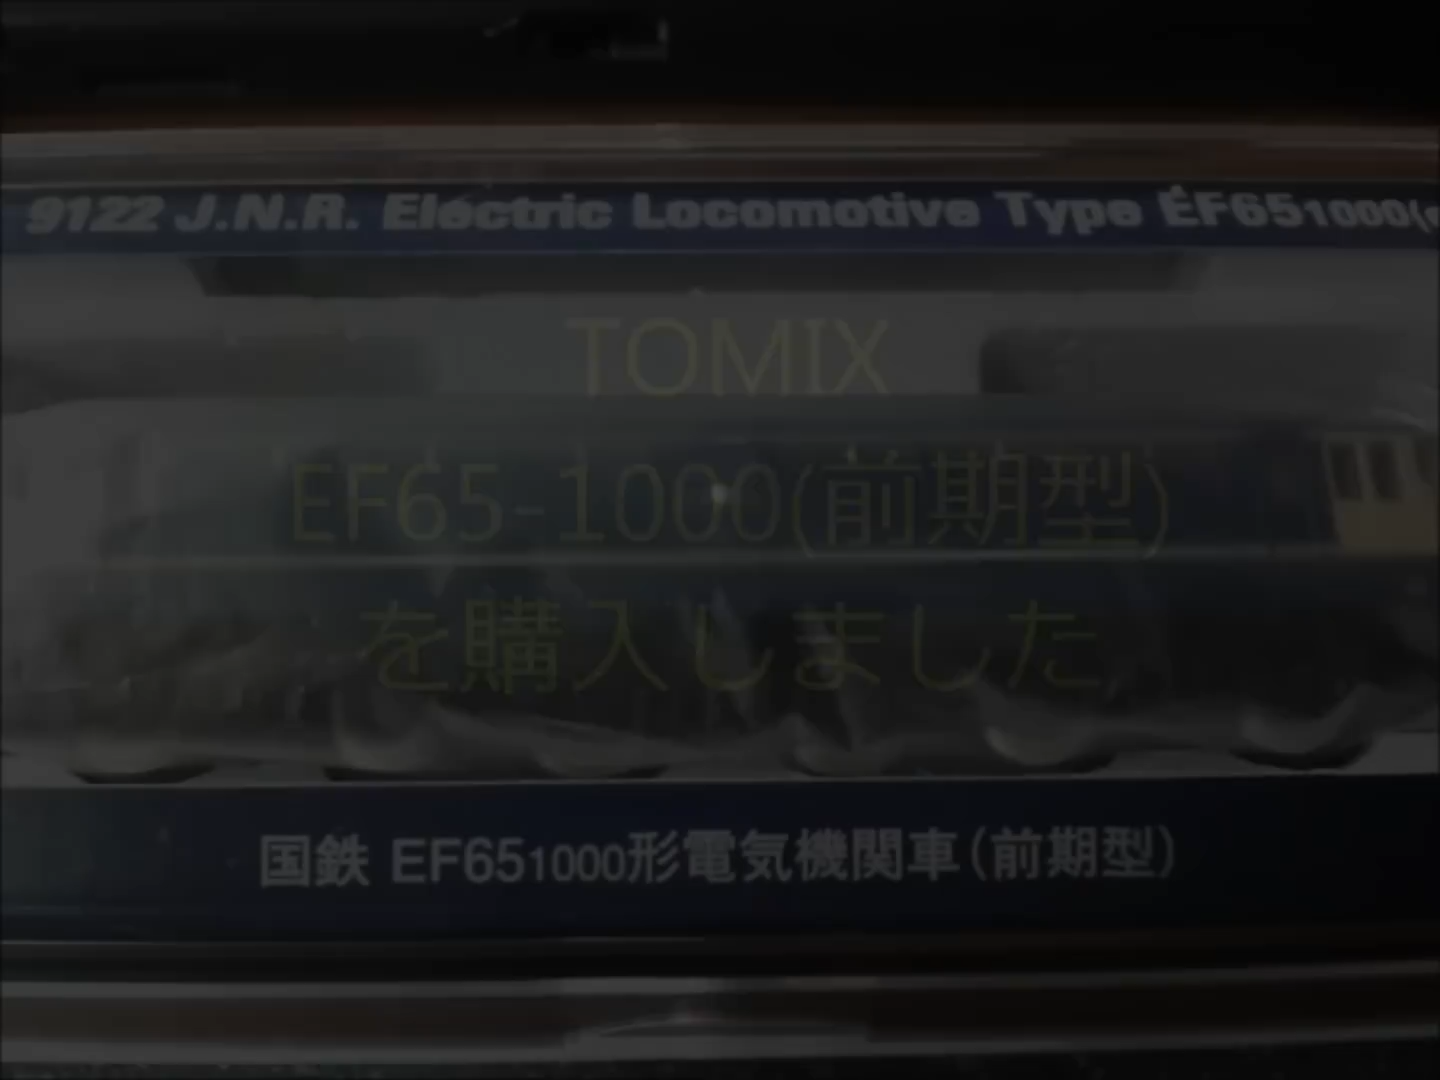 9122 J.N.R. Electric Locomotive Type EF651000(
TOMIX
EF65-1000(前期型)
を購入しました
国鉄 EF651000形電気機関車(前期型)